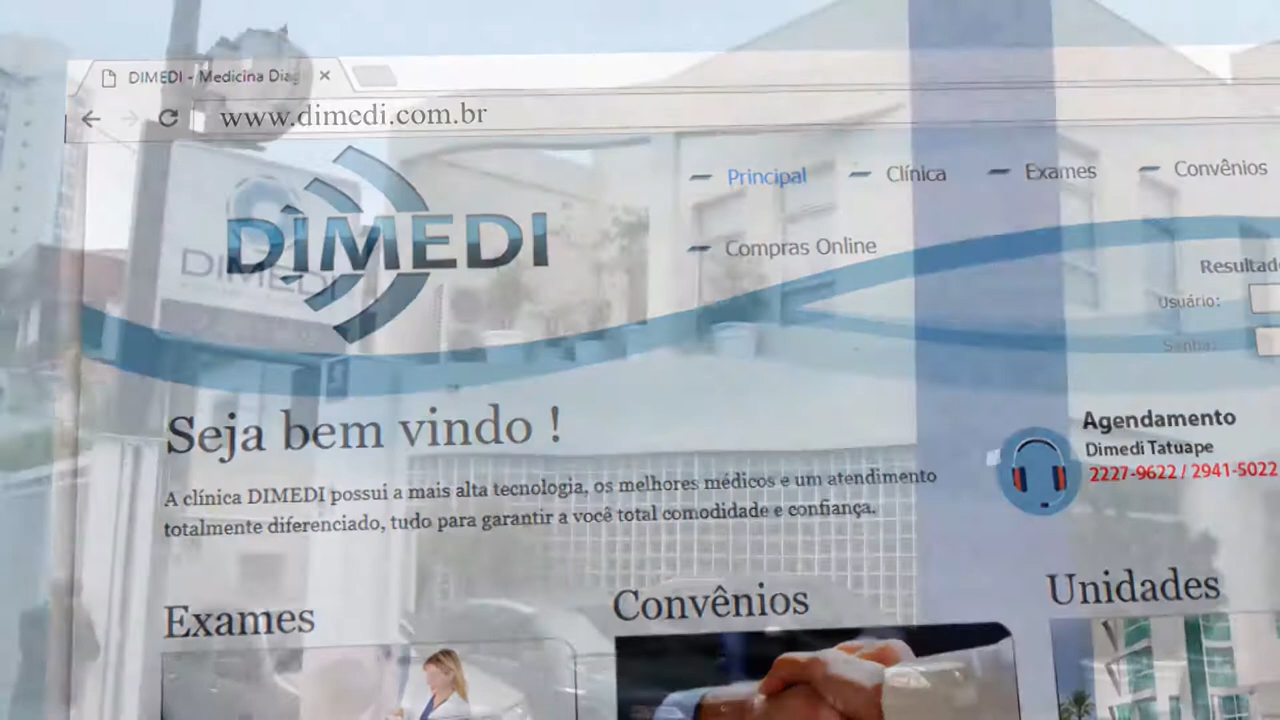 DIMEDI - Medicina Diag
www.dimedi.com.br
DIMEDI
DIMEDI
Principal
Clínica
Exames
Convênios
Compras Online
Resultad
Usuário:
Senha:
Seja bem vindo !
A clínica DIMEDI possui a mais alta tecnologia, os melhores médicos e um atendimento
totalmente diferenciado, tudo para garantir a você total comodidade e confiança.
Agendamento
Dimedi Tatuape
2227-9622 / 2941-5022
Exames
Convênios
Unidades